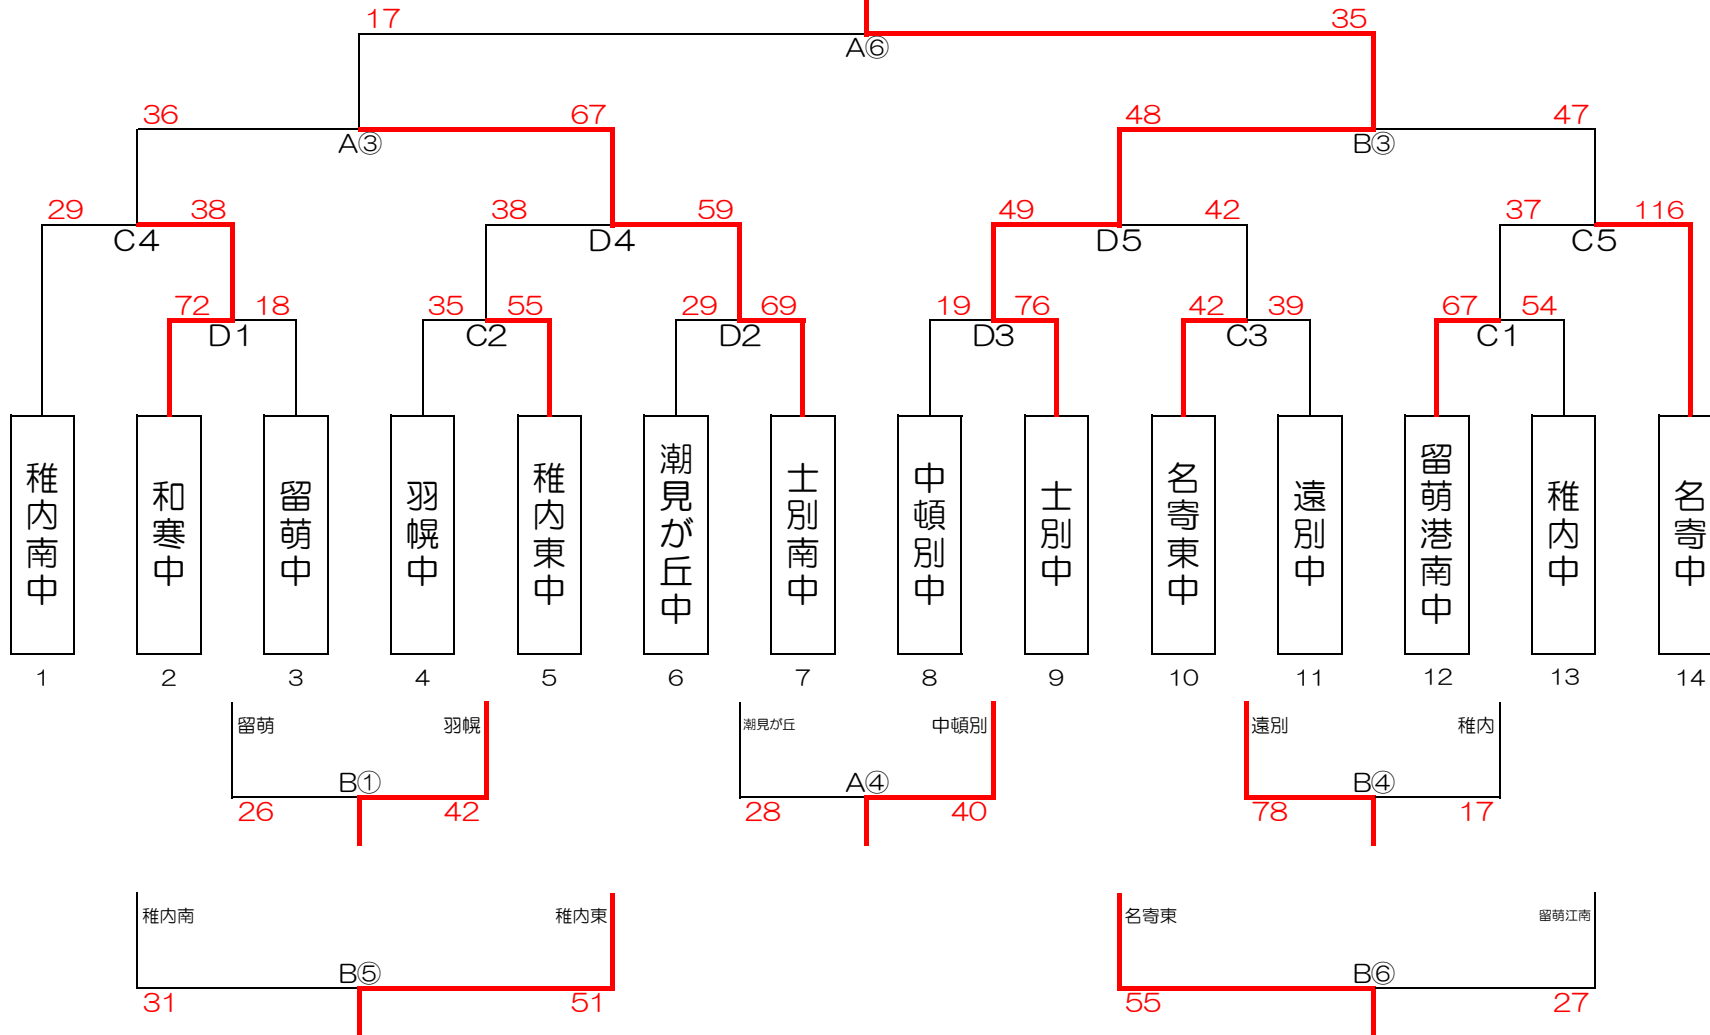 17 35
A⑥
36 67 48 47
A③ B③
29 38 38 59 49 42 37 116
C4 D4 D5 C5
72 18 35 55 29 69 19 76 42 39 67 54
D1 C2 D2 D3 C3 C1
稚内南中
和寒中
留萌中
羽幌中
稚内東中
潮見が丘中
士別南中
中頓別中
士別中
名寄東中
遠別中
留萌港南中
稚内中
名寄中
1 2 3 4 5 6 7 8 9 10 11 12 13 14
留萌 羽幌 潮見が丘 中頓別 遠別 稚内
B① A④ B④
26 42 28 40 78 17
稚内南 稚内東 名寄東 留萌江南
B⑤ B⑥
31 51 55 27